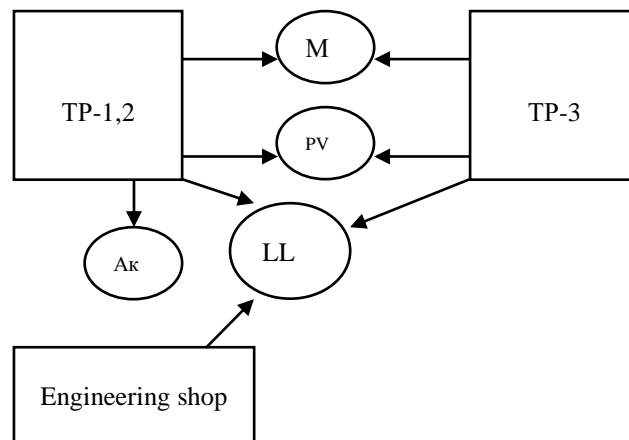 M
TP-1,2
TP-3
PV
Ак
LL
Engineering shop